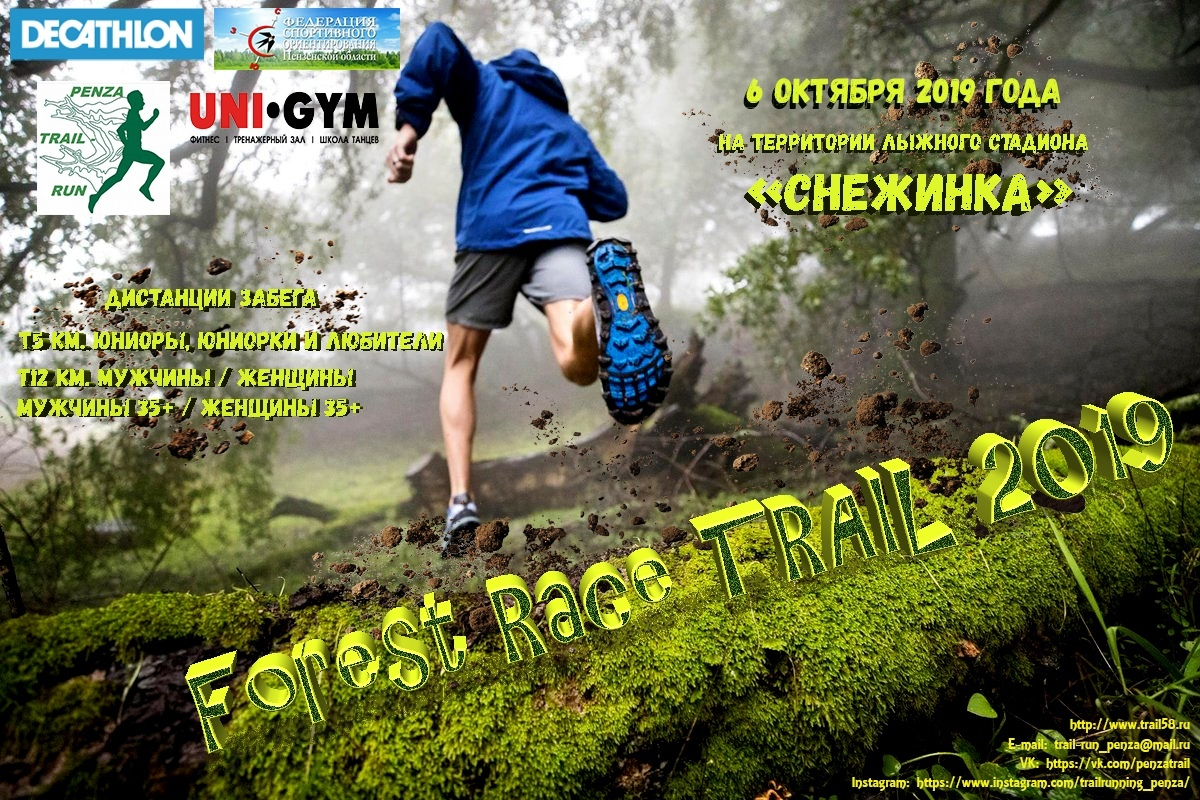 DECATHLON
ФЕДЕРАЦИЯ
СПОРТИВНОГО
ОРИЕНТИРОВАНИЯ
Пензенской области
PENZA
TRAIL
RUN
UNI•GYM
ФИТНЕС | ТРЕНАЖЕРНЫЙ ЗАЛ | ШКОЛА ТАНЦЕВ
6 ОКТЯБРЯ 2019 ГОДА
НА ТЕРРИТОРИИ ЛЫЖНОГО СТАДИОНА
«СНЕЖИНКА»
ДИСТАНЦИИ ЗАБЕГА
Т5 КМ. ЮНИОРЫ, ЮНИОРКИ И ЛЮБИТЕЛИ
Т12 КМ. МУЖЧИНЫ / ЖЕНЩИНЫ
МУЖЧИНЫ 35+ / ЖЕНЩИНЫ 35+
Forest Race TRAIL 2019
http://www.trail58.ru
E-mail: trail-run_penza@mail.ru
VK: https://vk.com/penzatrail
Instagram: https://www.instagram.com/trailrunning_penza/